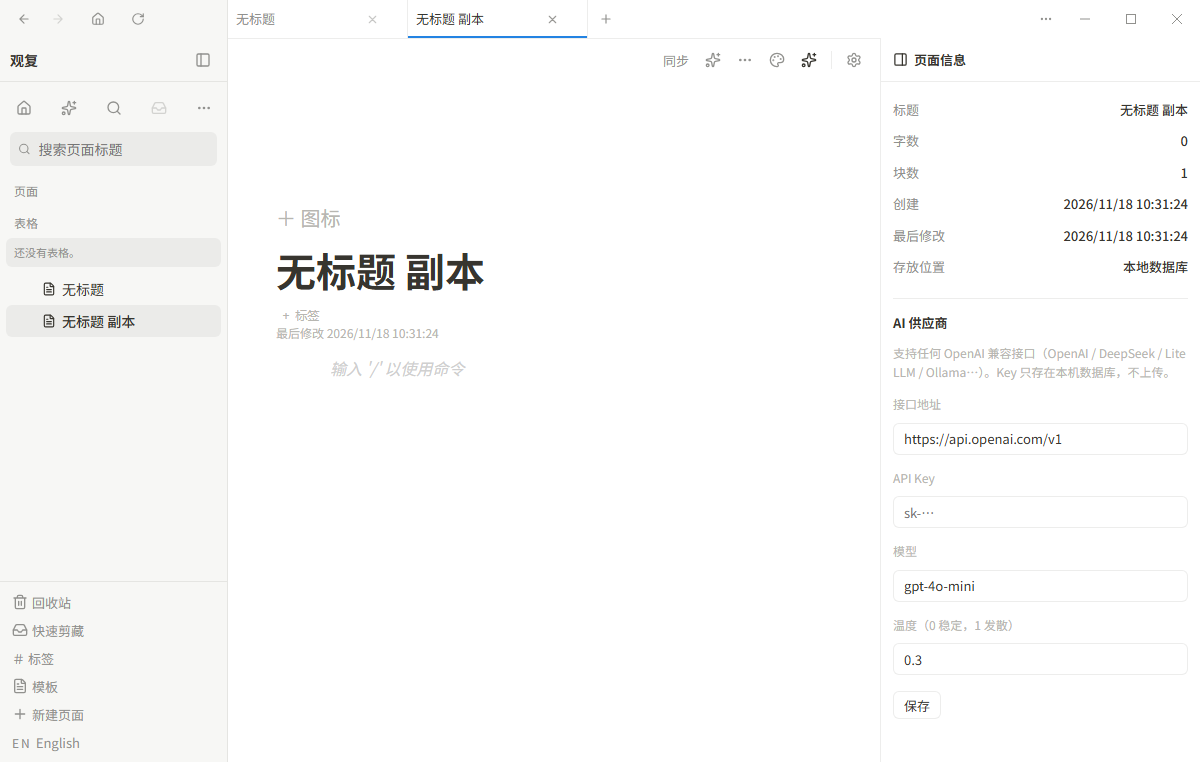 无标题
无标题 副本
观复
搜索页面标题
页面
表格
还没有表格。
无标题
无标题 副本
回收站
快速剪藏
# 标签
模板
新建页面
EN English
同步
图标
无标题 副本
+ 标签
最后修改 2026/11/18 10:31:24
输入 '/' 以使用命令
页面信息
标题 无标题 副本
字数 0
块数 1
创建 2026/11/18 10:31:24
最后修改 2026/11/18 10:31:24
存放位置 本地数据库
AI 供应商
支持任何 OpenAI 兼容接口（OpenAI / DeepSeek / Lite
LLM / Ollama…）。Key 只存在本机数据库，不上传。
接口地址
https://api.openai.com/v1
API Key
sk-…
模型
gpt-4o-mini
温度（0 稳定，1 发散）
0.3
保存